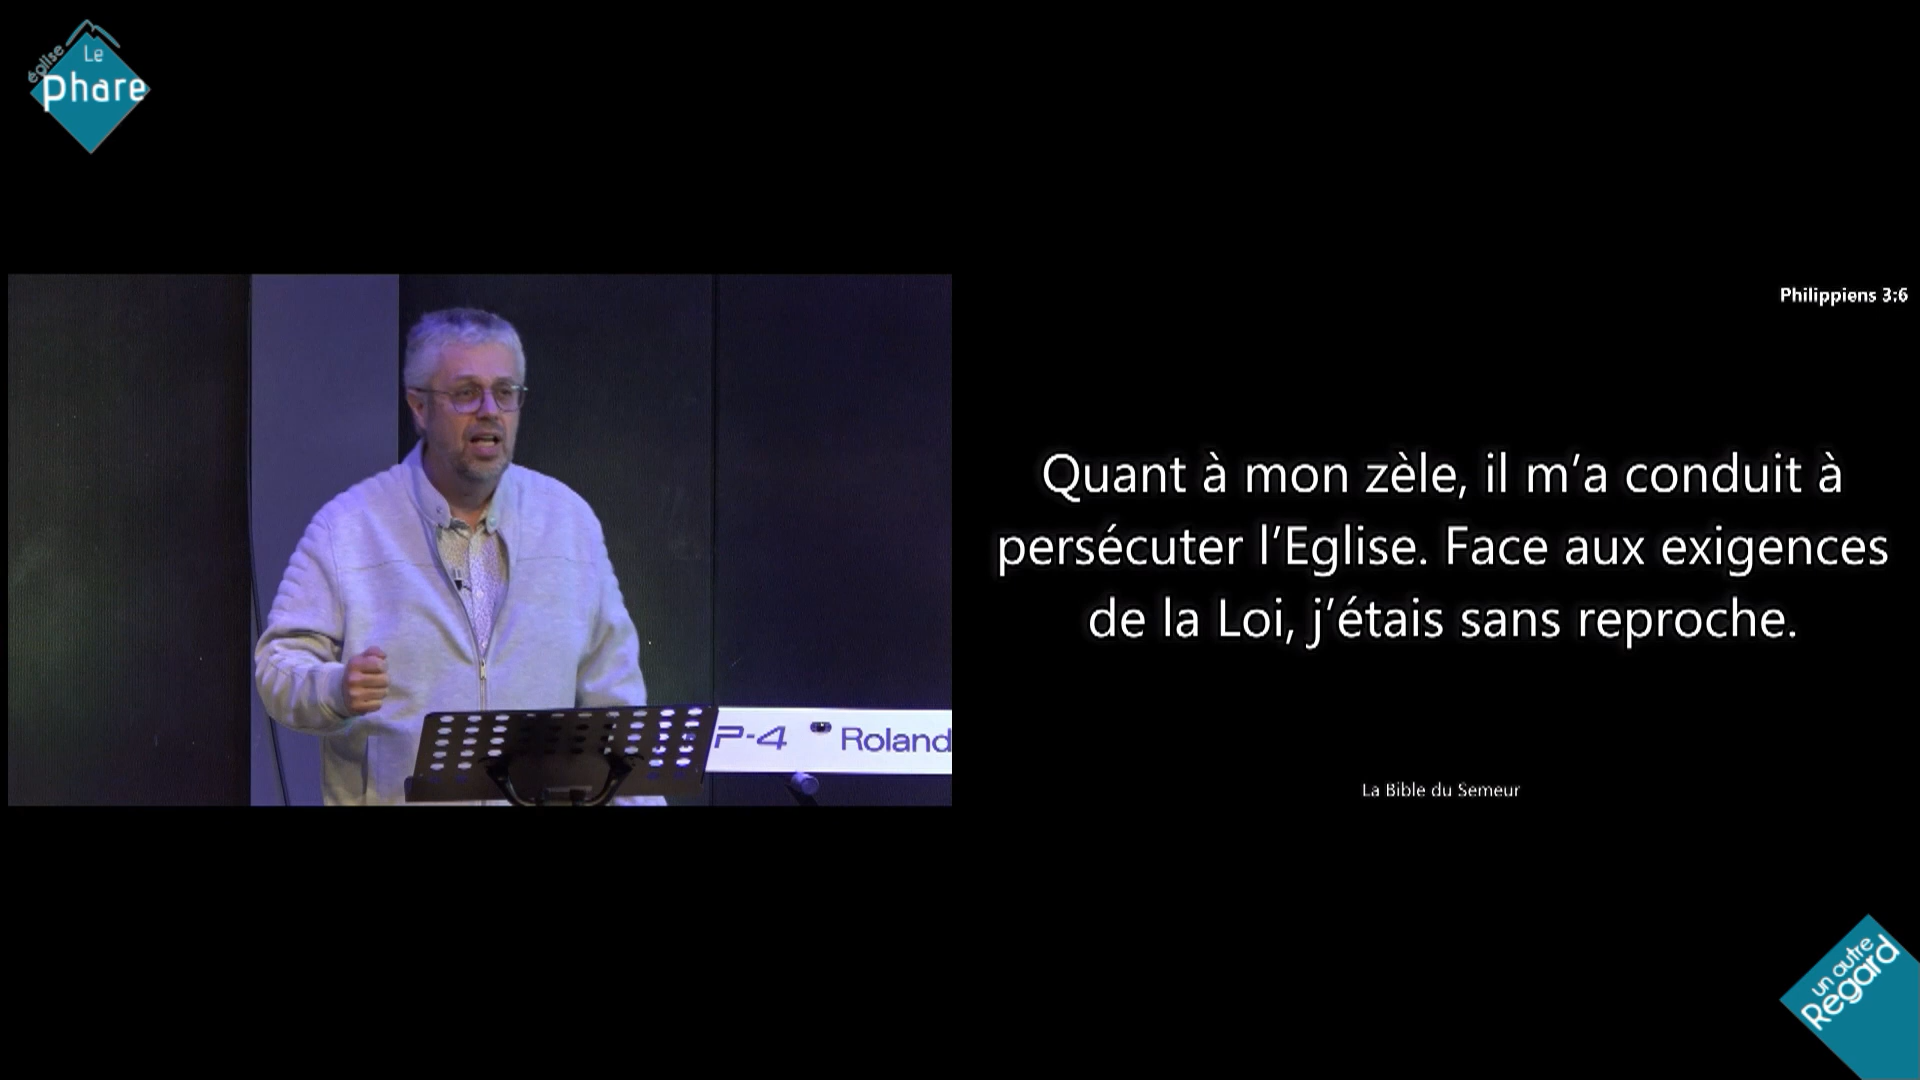 église
Le
phare
Philippiens 3:6
Quant à mon zèle, il m’a conduit à
persécuter l’Eglise. Face aux exigences
de la Loi, j’étais sans reproche.
P-4 Roland
La Bible du Semeur
un autre
Regard